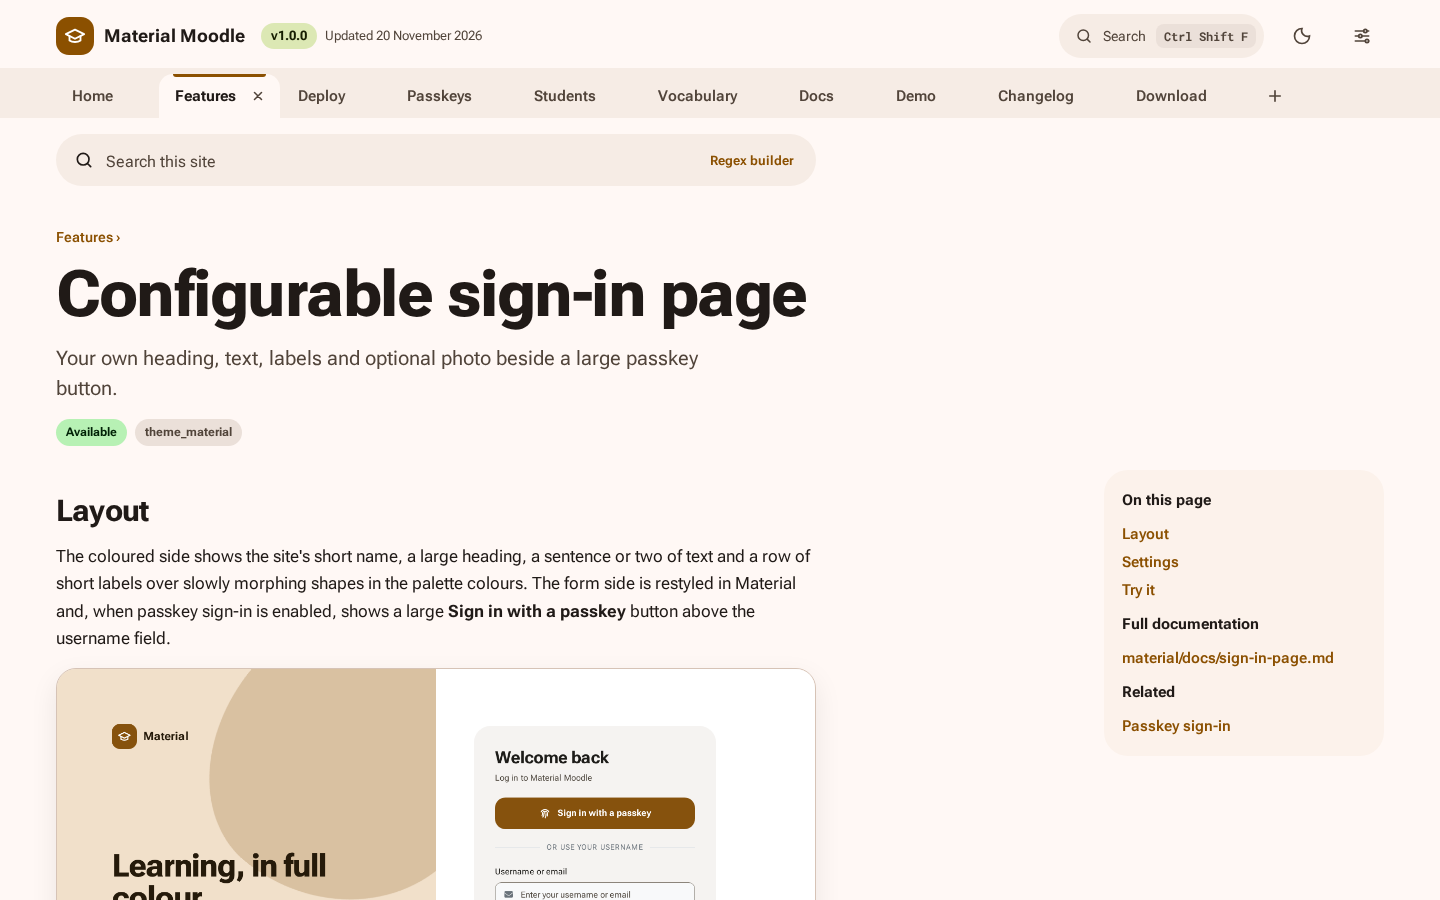 Material Moodle
v1.0.0
Updated 20 November 2026
Search
Ctrl Shift F
Home
Features
Deploy
Passkeys
Students
Vocabulary
Docs
Demo
Changelog
Download
Search this site
Regex builder
Features ›
Configurable sign-in page
Your own heading, text, labels and optional photo beside a large passkey
button.
Available
theme_material
Layout
The coloured side shows the site's short name, a large heading, a sentence or two of text and a row of
short labels over slowly morphing shapes in the palette colours. The form side is restyled in Material
and, when passkey sign-in is enabled, shows a large Sign in with a passkey button above the
username field.
On this page
Layout
Settings
Try it
Full documentation
material/docs/sign-in-page.md
Related
Passkey sign-in
Material
Learning, in full
colour
Welcome back
Log in to Material Moodle
Sign in with a passkey
OR USE YOUR USERNAME
Username or email
Enter your username or email